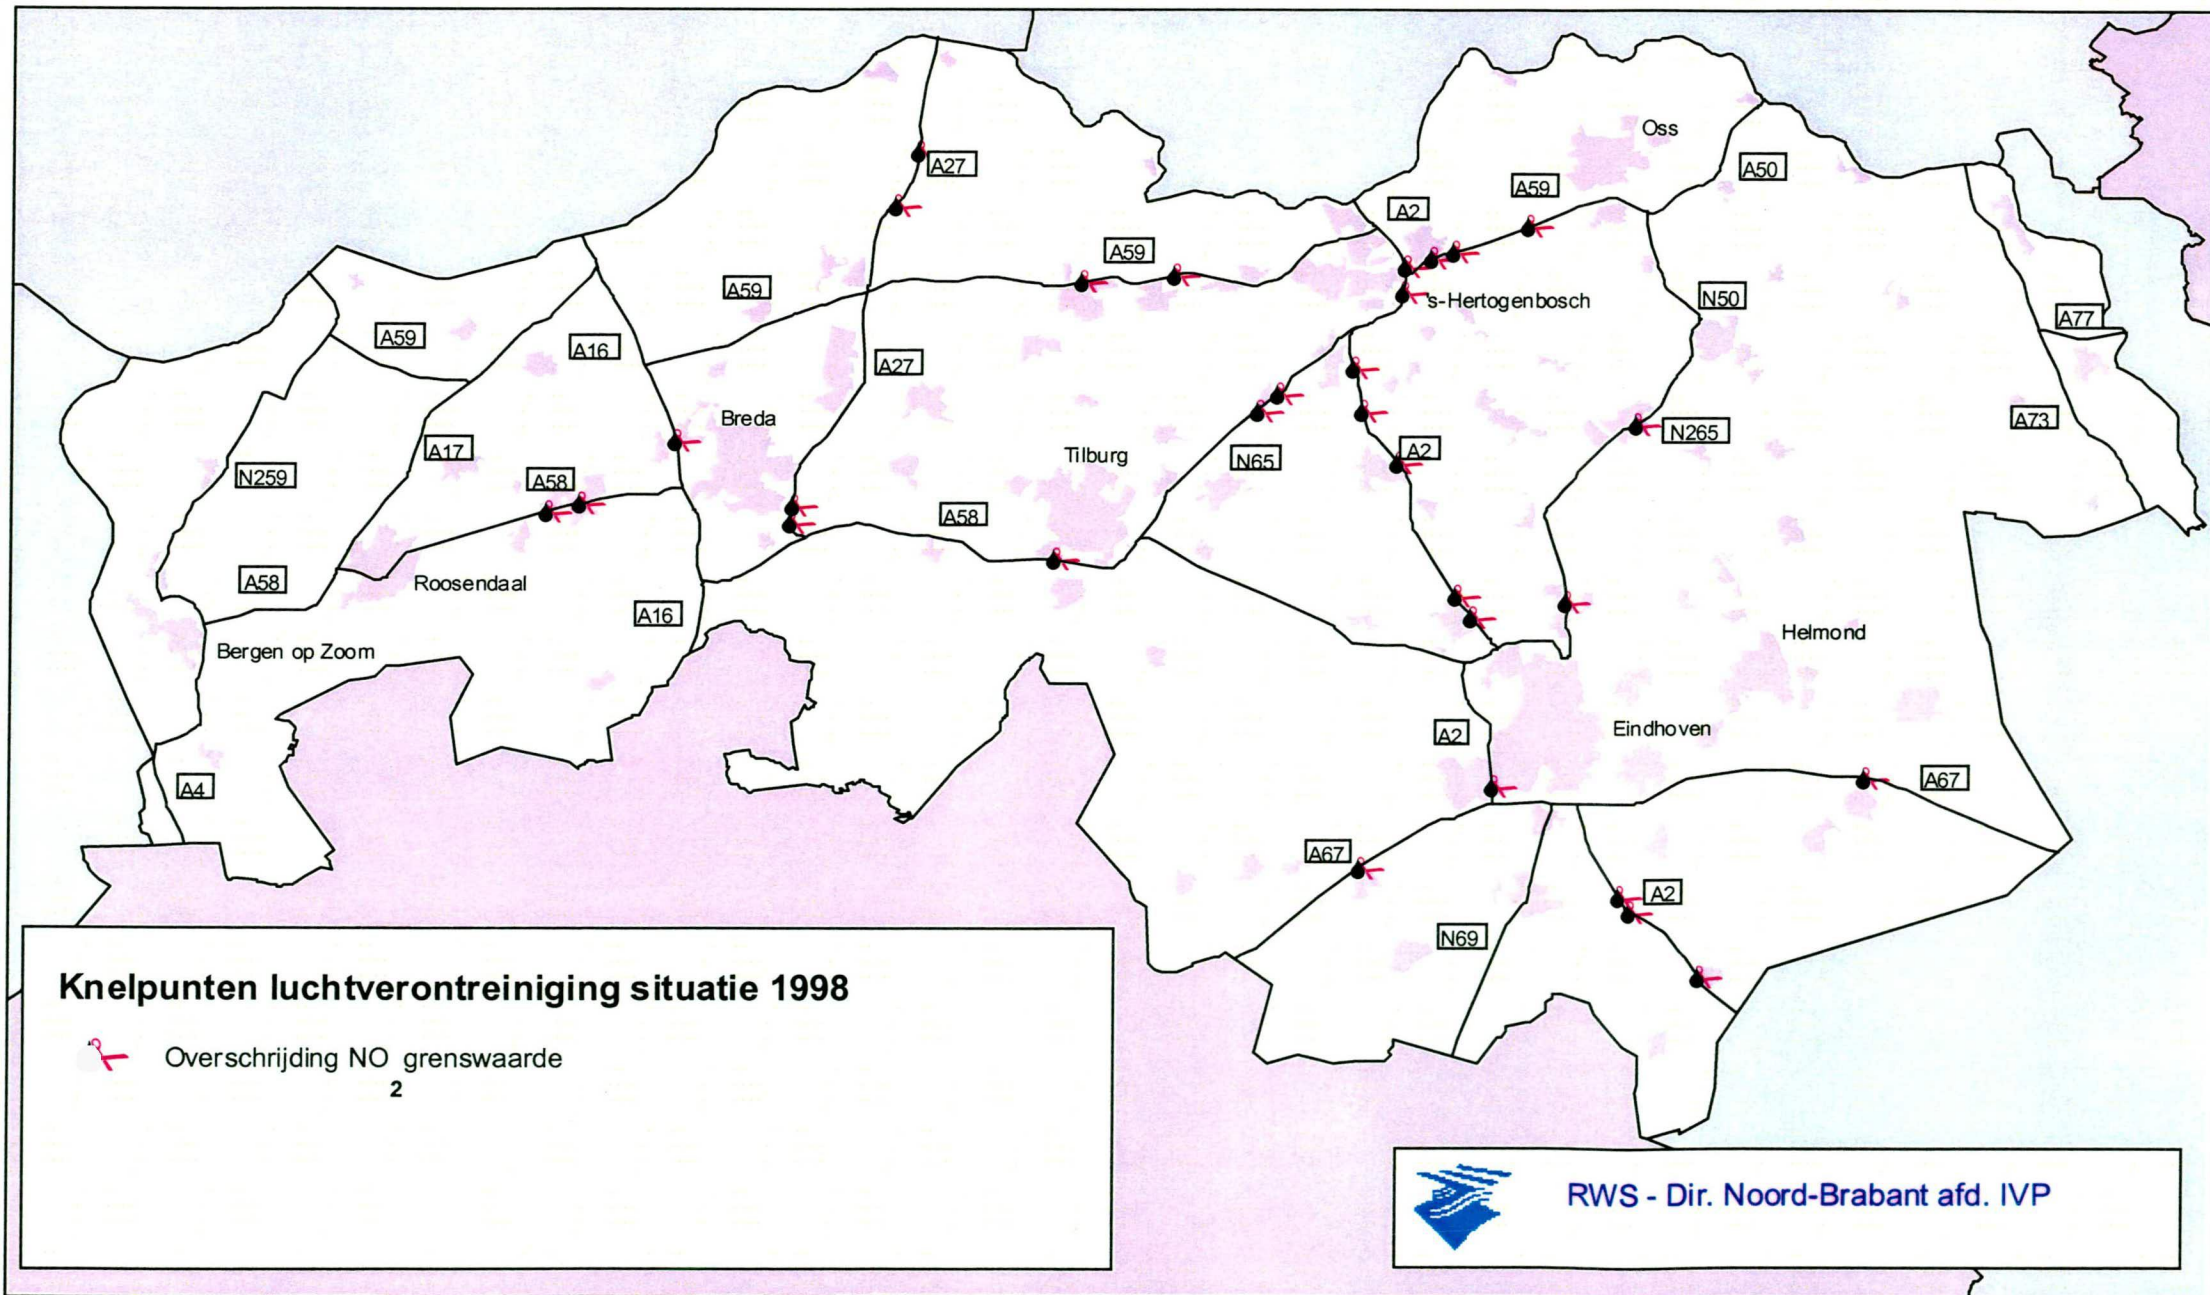 Oss
A27
A50
A59
A2
A59
A59
N50
's-Hertogenbosch
A77
A59
A16
A27
Breda
A73
N265
A17
Tilburg
N65
A2
N259
A58
A58
A58
Roosendaal
A16
Helmond
Bergen op Zoom
Eindhoven
A2
A4
A67
A67
A2
N69
Knelpunten luchtverontreiniging situatie 1998
Overschrijding NO grenswaarde
2
RWS - Dir. Noord-Brabant afd. IVP